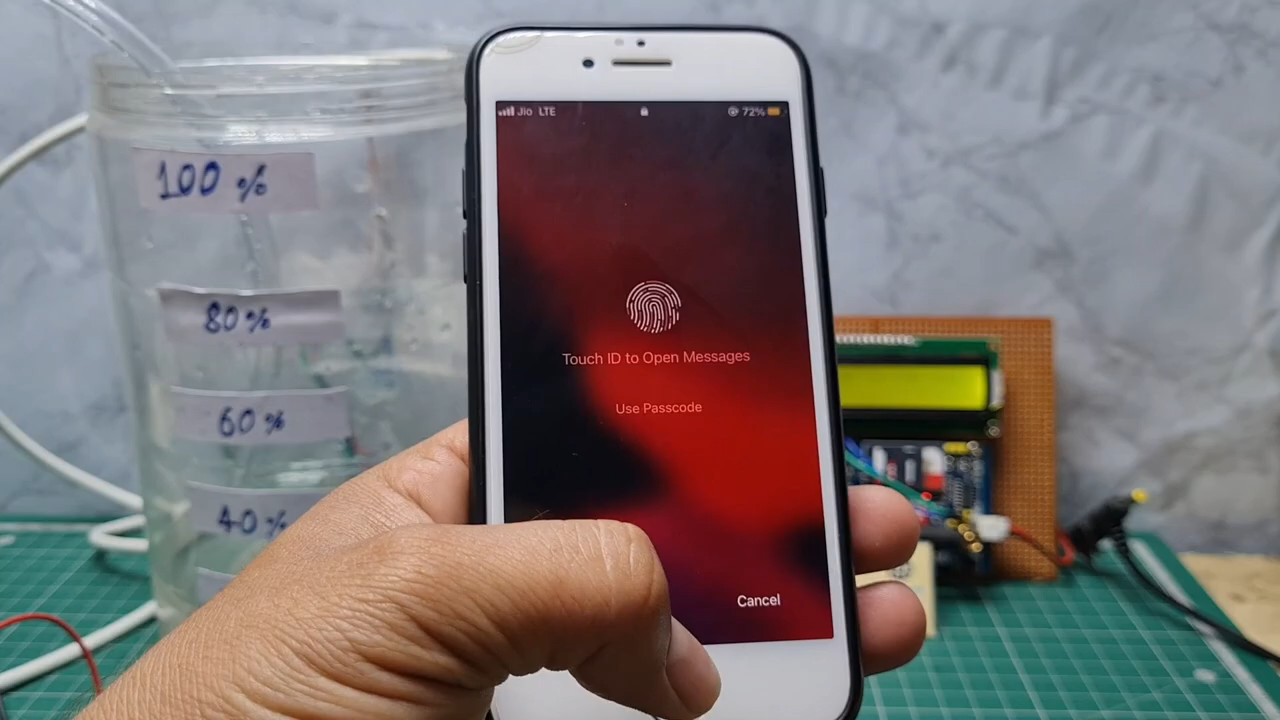 100 %
80 %
60 %
40 %
Jio LTE
72%
Touch ID to Open Messages
Use Passcode
Cancel